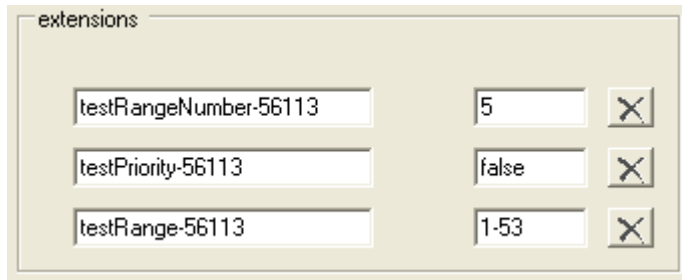 extensions
testRangeNumber-56113 5
testPriority-56113 false
testRange-56113 1-53